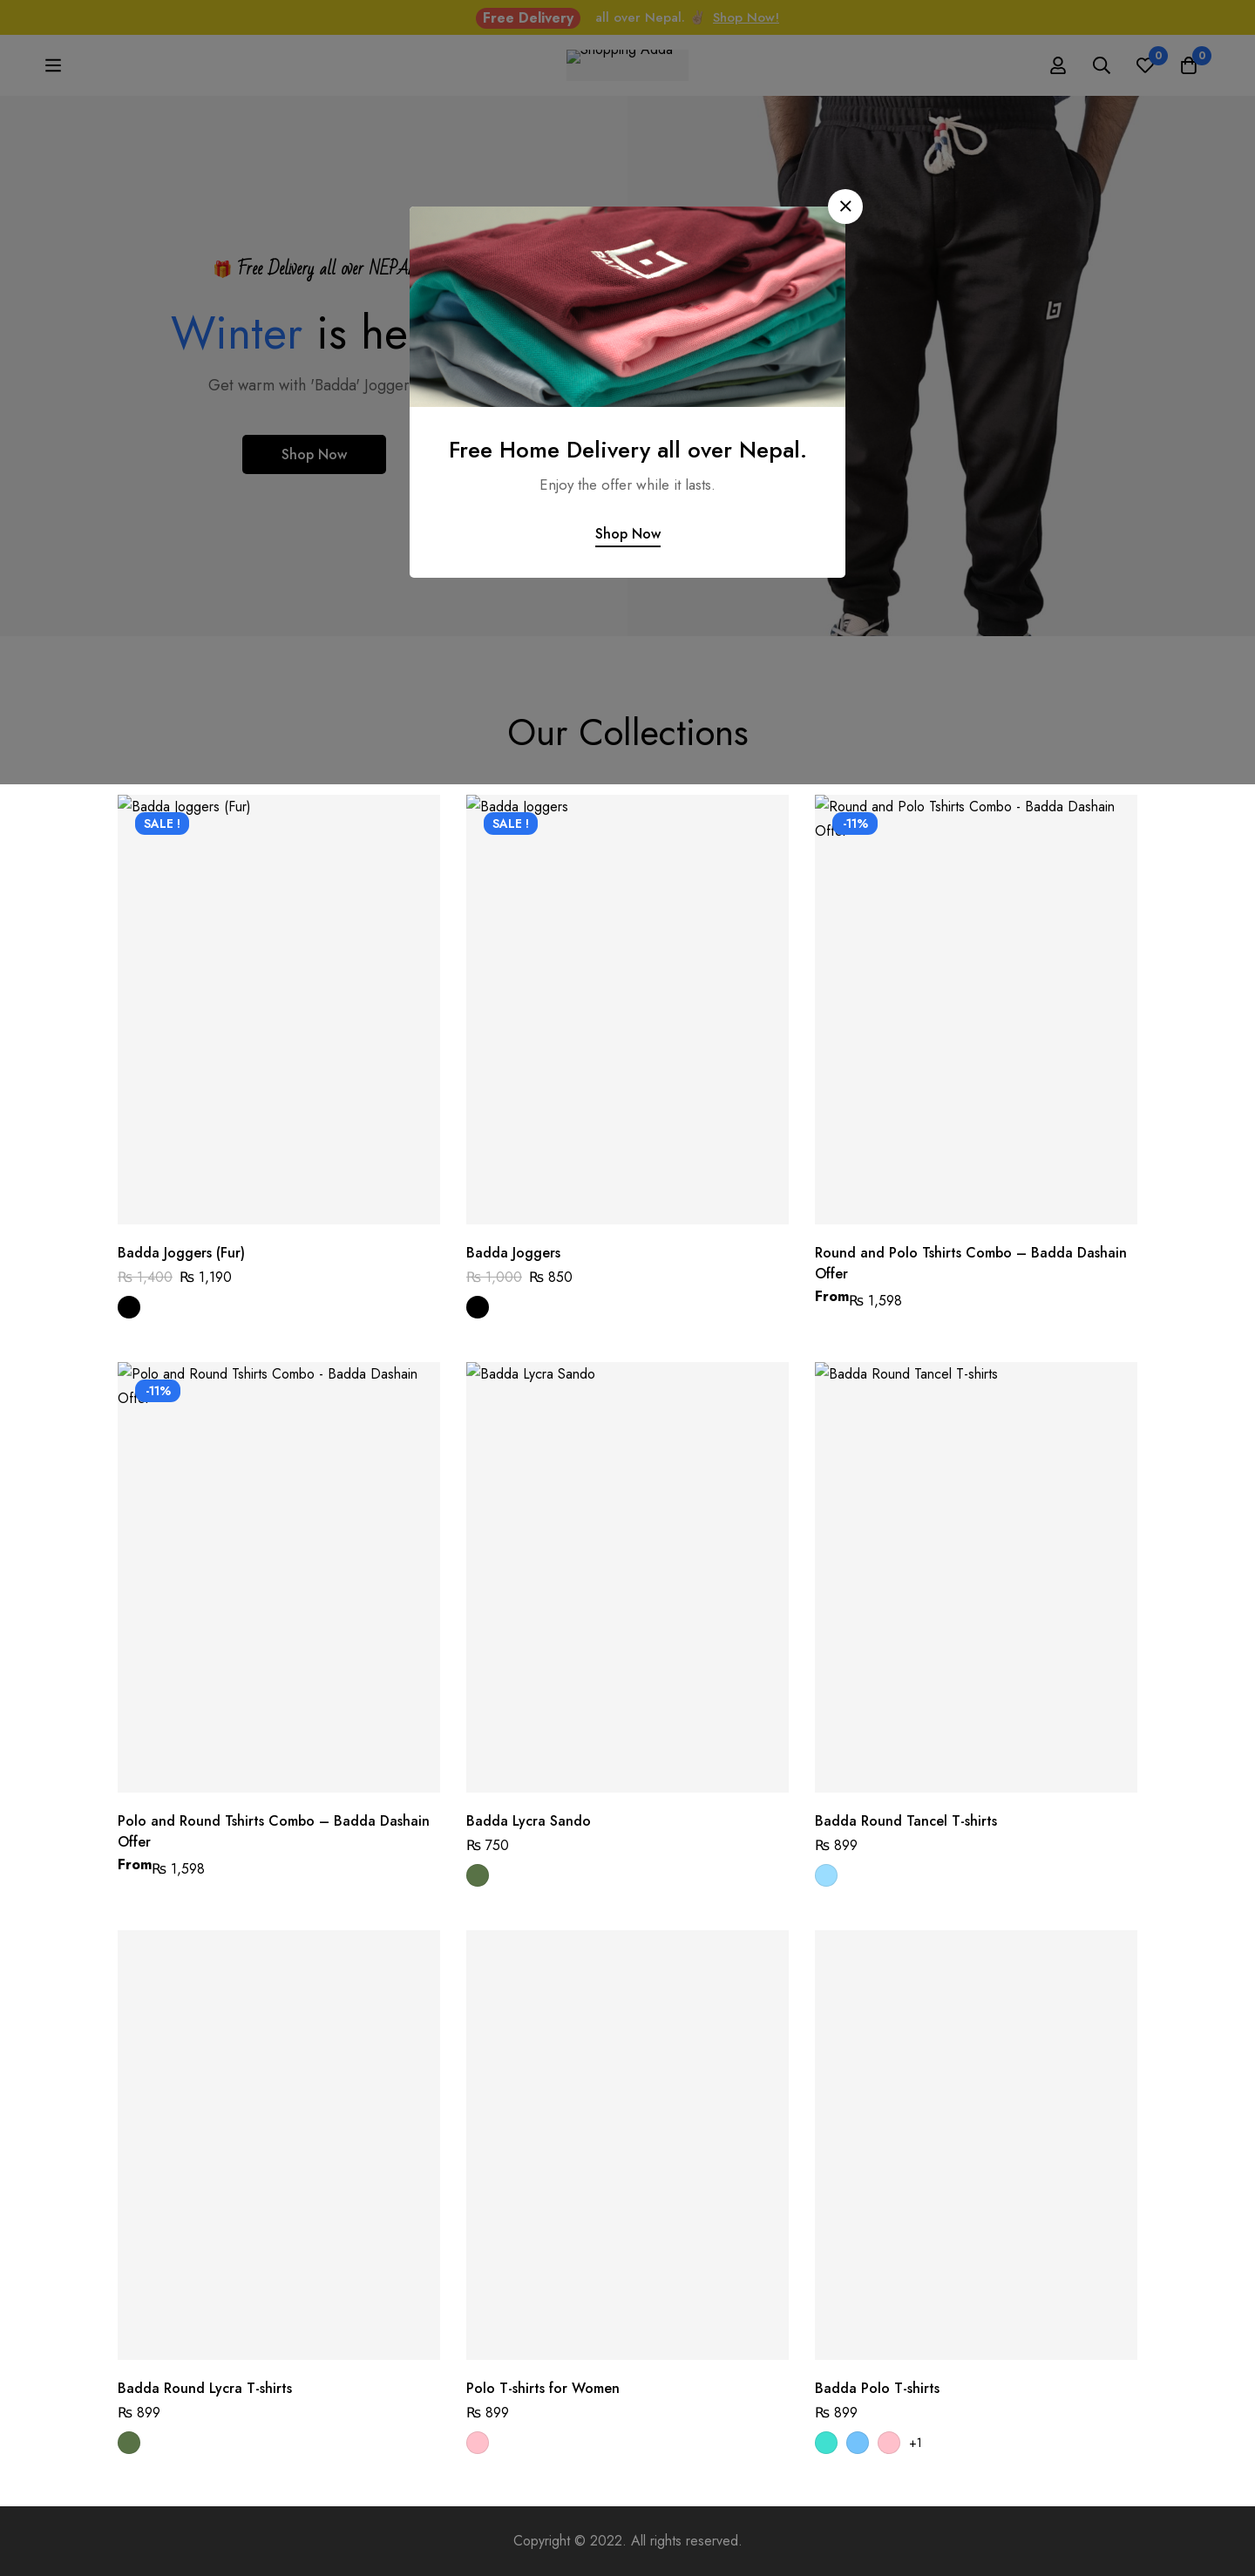 Free Delivery all over Nepal. ✌ Shop Now!
Shopping Adda
0
0
🎁 Free Delivery all over NEPA
Winter is he
Get warm with 'Badda' Jogger
Shop Now
BADDA
Free Home Delivery all over Nepal.
Enjoy the offer while it lasts.
Shop Now
Our Collections
Badda Joggers (Fur)
SALE !
Badda Joggers
SALE !
Round and Polo Tshirts Combo - Badda Dashain
Offer
-11%
Badda Joggers (Fur)
₨ 1,400 ₨ 1,190
Badda Joggers
₨ 1,000 ₨ 850
Round and Polo Tshirts Combo – Badda Dashain
Offer
From₨ 1,598
Polo and Round Tshirts Combo - Badda Dashain
Offer
-11%
Badda Lycra Sando
Badda Round Tancel T-shirts
Polo and Round Tshirts Combo – Badda Dashain
Offer
From₨ 1,598
Badda Lycra Sando
₨ 750
Badda Round Tancel T-shirts
₨ 899
Badda Round Lycra T-shirts
₨ 899
Polo T-shirts for Women
₨ 899
Badda Polo T-shirts
₨ 899
+1
Copyright © 2022. All rights reserved.